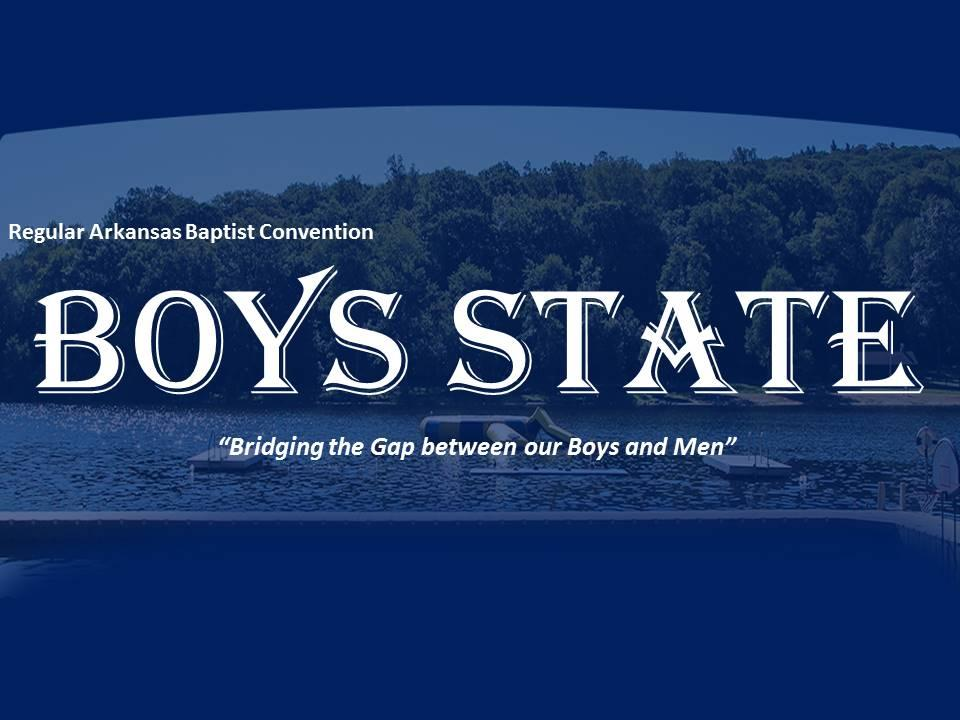 Regular Arkansas Baptist Convention
BOYS STATE
“Bridging the Gap between our Boys and Men”